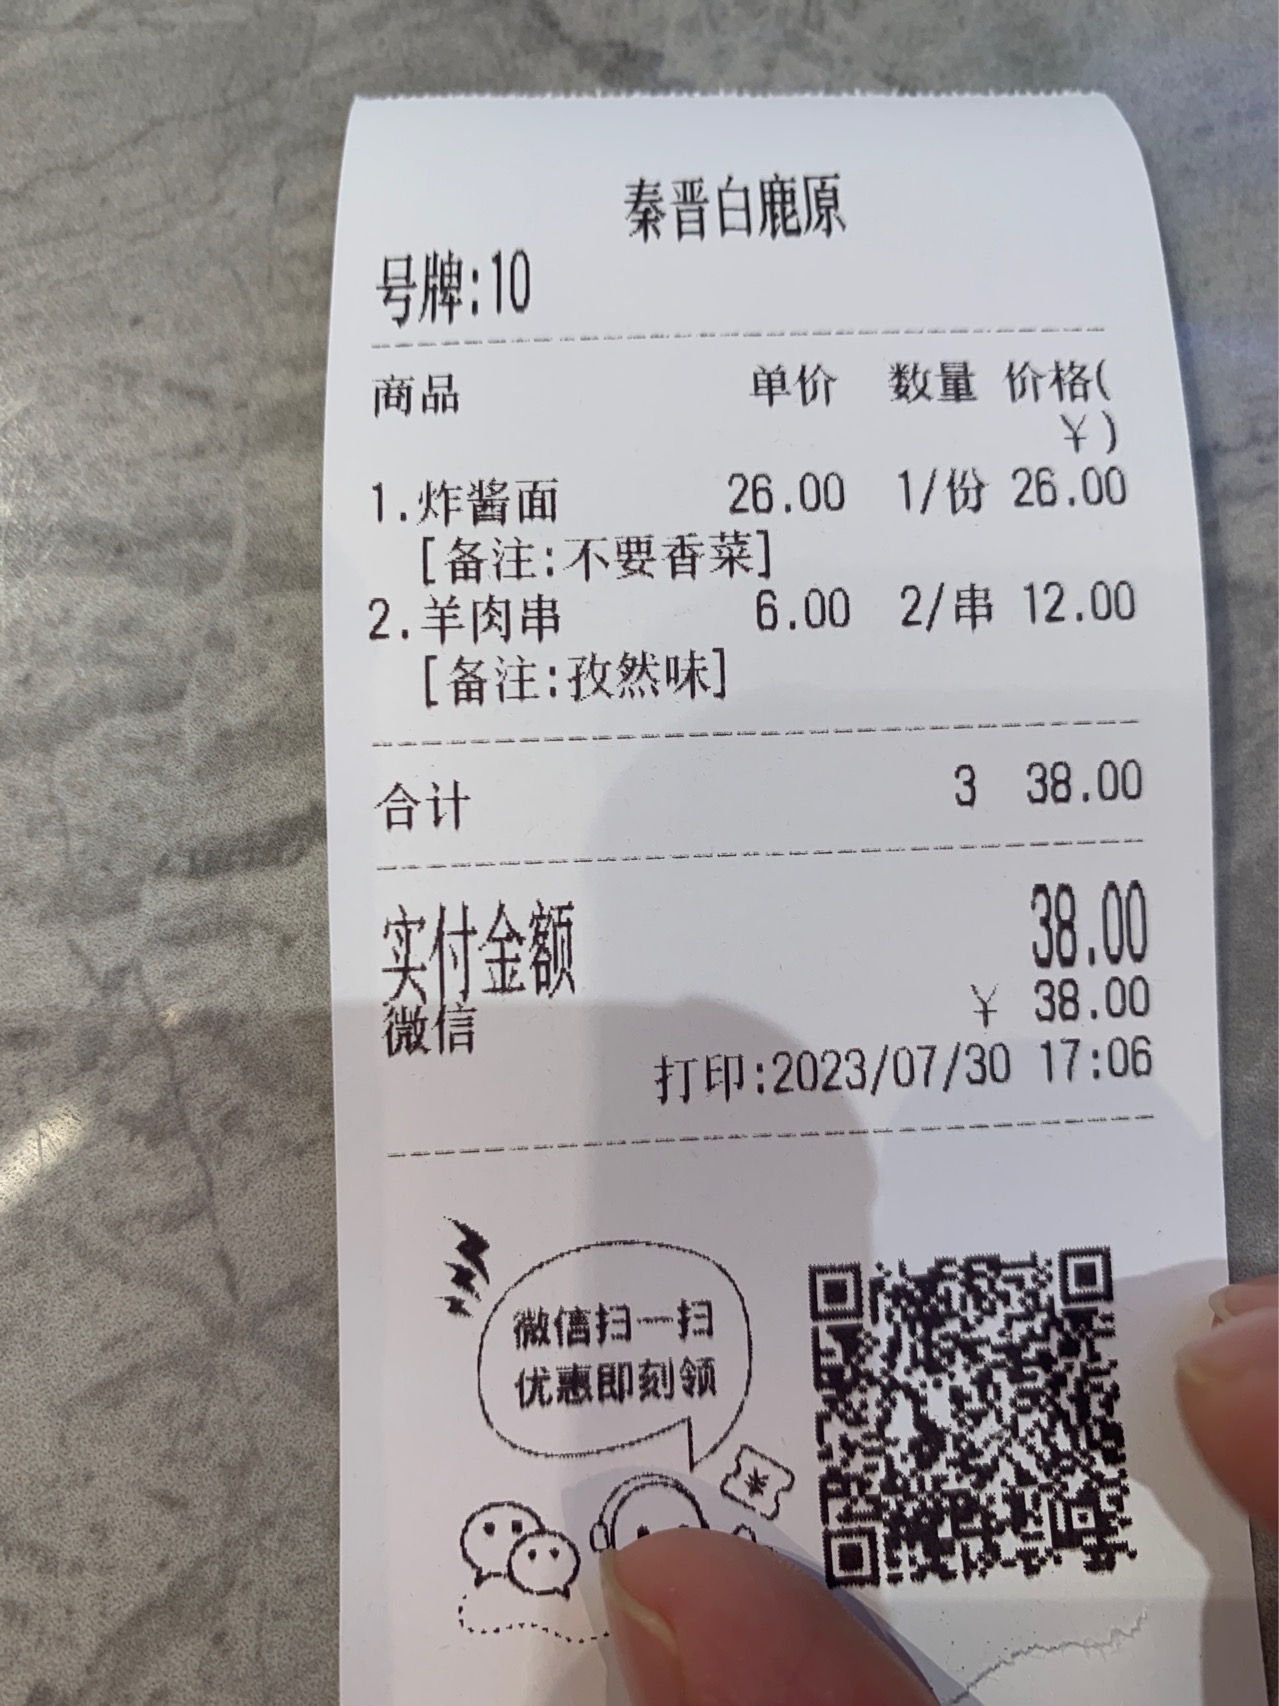 秦晋白鹿原
号牌:10
商品 单价 数量 价格(
¥)
1.炸酱面 26.00 1/份 26.00
[备注:不要香菜]
2.羊肉串 6.00 2/串 12.00
[备注:孜然味]
合计 3 38.00
实付金额 38.00
微信 ¥ 38.00
打印:2023/07/30 17:06
微信扫一扫
优惠即刻领
¥